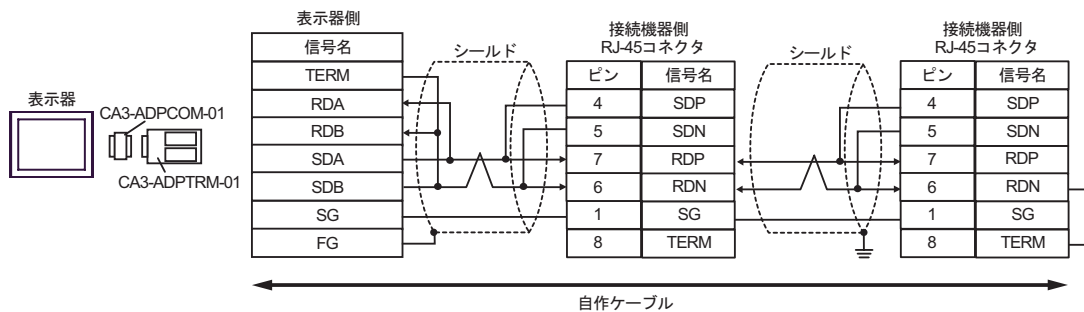 表示器
CA3-ADPCOM-01
CA3-ADPTRM-01
表示器側
信号名
TERM
RDA
RDB
SDA
SDB
SG
FG
シールド
接続機器側
RJ-45コネクタ
ピン 信号名
4 SDP
5 SDN
7 RDP
6 RDN
1 SG
8 TERM
シールド
接続機器側
RJ-45コネクタ
ピン 信号名
4 SDP
5 SDN
7 RDP
6 RDN
1 SG
8 TERM
自作ケーブル